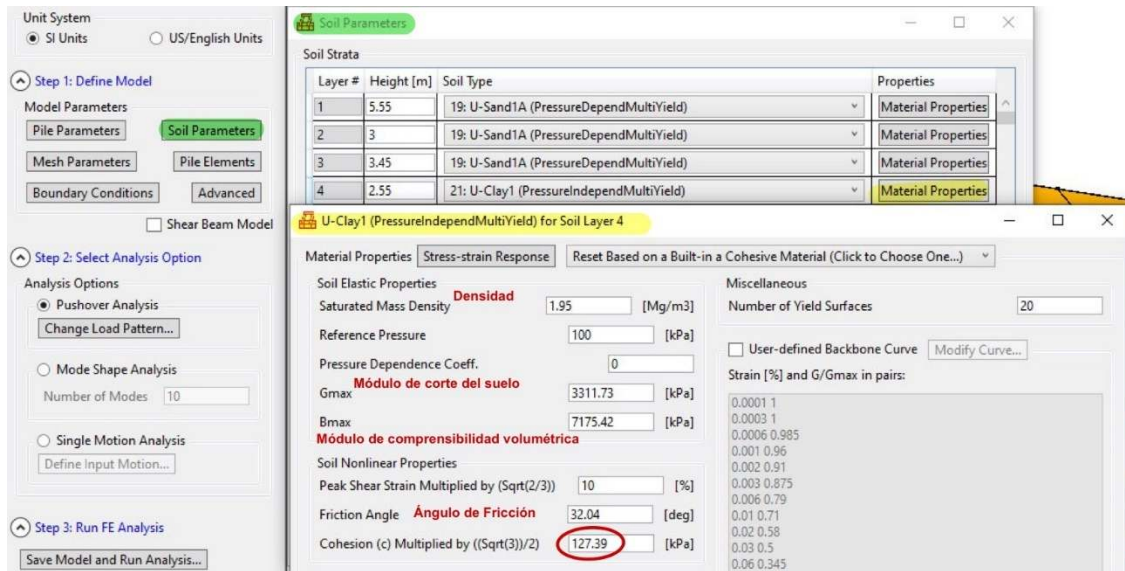 Unit System
SI Units US/English Units
Step 1: Define Model
Model Parameters
Pile Parameters Soil Parameters
Mesh Parameters Pile Elements
Boundary Conditions Advanced
Shear Beam Model
Step 2: Select Analysis Option
Analysis Options
Pushover Analysis
Change Load Pattern...
Mode Shape Analysis
Number of Modes 10
Single Motion Analysis
Define Input Motion...
Step 3: Run FE Analysis
Save Model and Run Analysis...
Soil Parameters
Soil Strata
Layer # Height [m] Soil Type Properties
1 5.55 19: U-Sand1A (PressureDependMultiYield) Material Properties
2 3 19: U-Sand1A (PressureDependMultiYield) Material Properties
3 3.45 19: U-Sand1A (PressureDependMultiYield) Material Properties
4 2.55 21: U-Clay1 (PressureIndependMultiYield) Material Properties
U-Clay1 (PressureIndependMultiYield) for Soil Layer 4
Material Properties Stress-strain Response Reset Based on a Built-in a Cohesive Material (Click to Choose One...)
Soil Elastic Properties
Saturated Mass Density Densidad 1.95 [Mg/m3]
Reference Pressure 100 [kPa]
Pressure Dependence Coeff. 0
Gmax Módulo de corte del suelo 3311.73 [kPa]
Bmax 7175.42 [kPa]
Módulo de comprensibilidad volumétrica
Soil Nonlinear Properties
Peak Shear Strain Multiplied by (Sqrt(2/3)) 10 [%]
Friction Angle Ángulo de Fricción 32.04 [deg]
Cohesion (c) Multiplied by ((Sqrt(3))/2) 127.39 [kPa]
Miscellaneous
Number of Yield Surfaces 20
User-defined Backbone Curve Modify Curve...
Strain [%] and G/Gmax in pairs:
0.0001 1
0.0003 1
0.0006 0.985
0.001 0.96
0.002 0.91
0.003 0.875
0.006 0.79
0.01 0.71
0.02 0.58
0.03 0.5
0.06 0.345